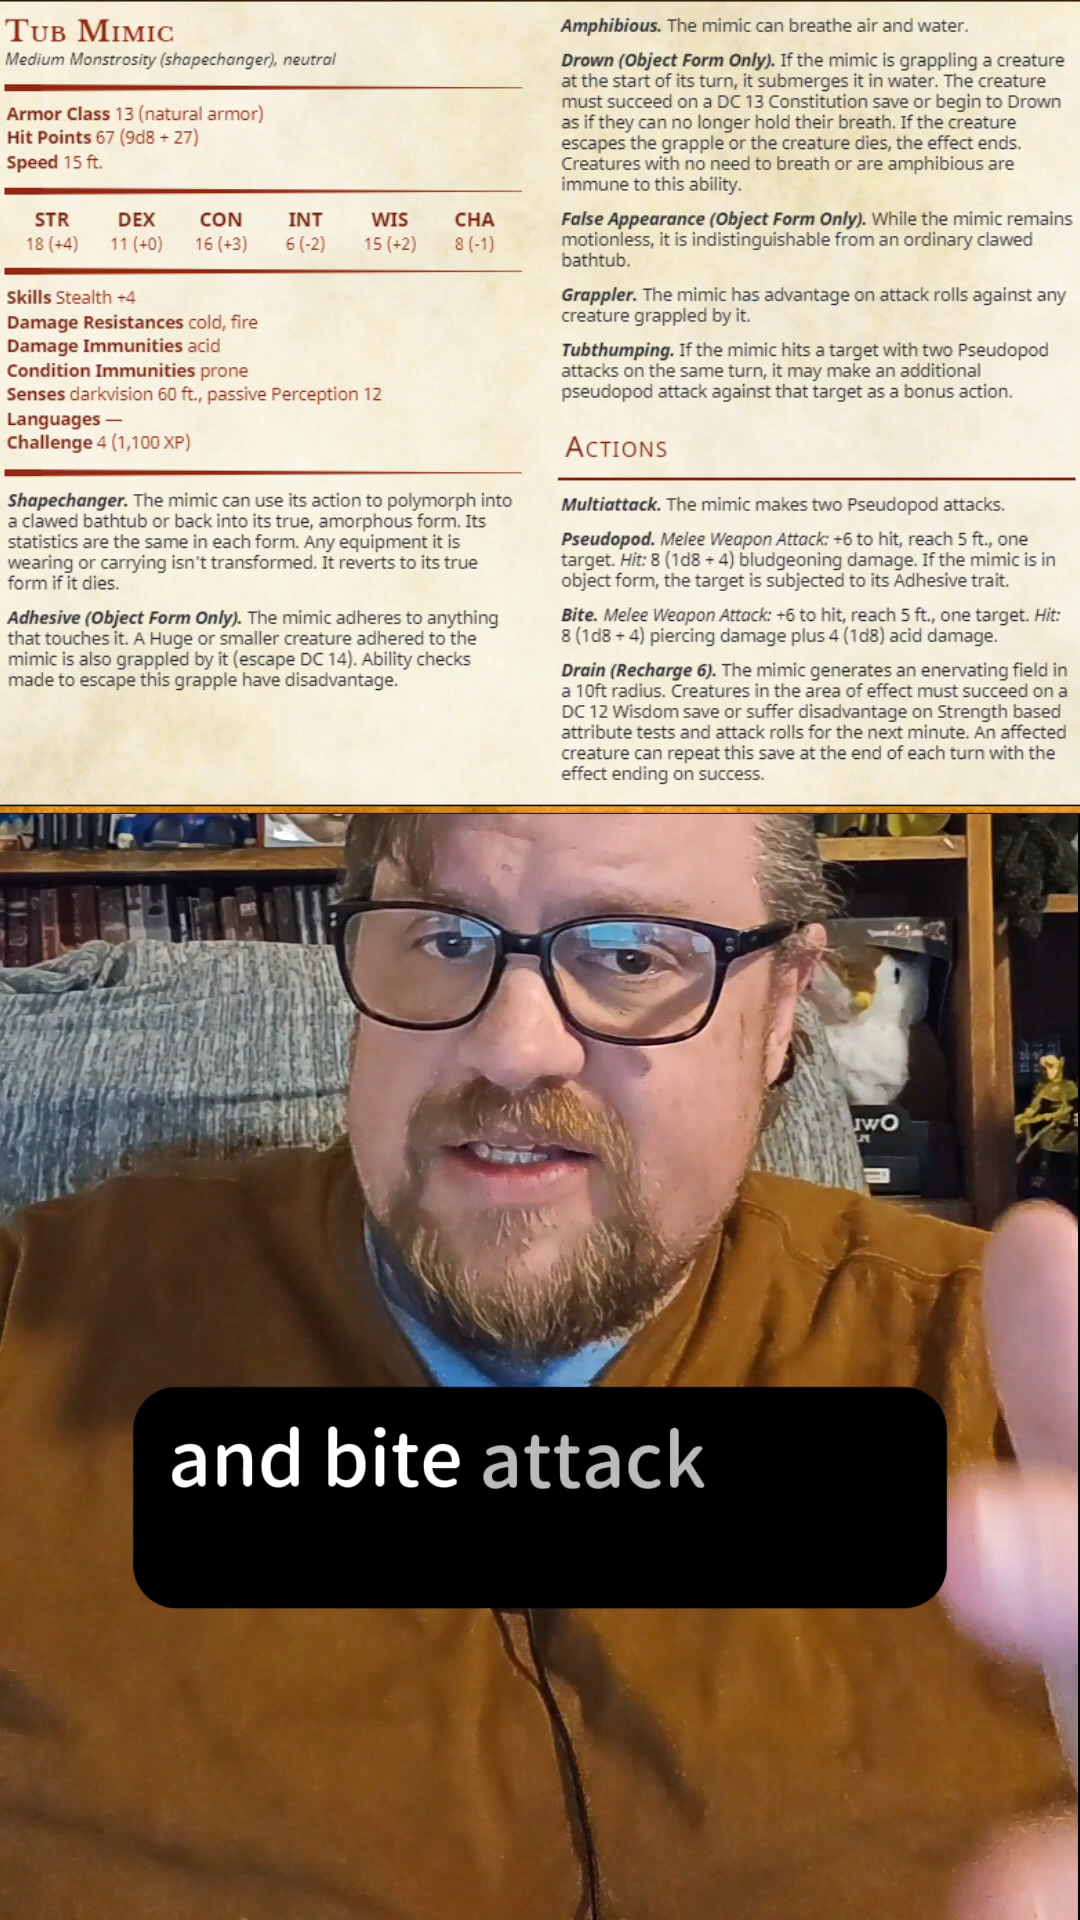 TUB MIMIC
Medium Monstrosity (shapechanger), neutral
Armor Class 13 (natural armor)
Hit Points 67 (9d8 + 27)
Speed 15 ft.
STR DEX CON INT WIS CHA
18 (+4) 11 (+0) 16 (+3) 6 (-2) 15 (+2) 8 (-1)
Skills Stealth +4
Damage Resistances cold, fire
Damage Immunities acid
Condition Immunities prone
Senses darkvision 60 ft., passive Perception 12
Languages —
Challenge 4 (1,100 XP)
Shapechanger. The mimic can use its action to polymorph into
a clawed bathtub or back into its true, amorphous form. Its
statistics are the same in each form. Any equipment it is
wearing or carrying isn't transformed. It reverts to its true
form if it dies.
Adhesive (Object Form Only). The mimic adheres to anything
that touches it. A Huge or smaller creature adhered to the
mimic is also grappled by it (escape DC 14). Ability checks
made to escape this grapple have disadvantage.
Amphibious. The mimic can breathe air and water.
Drown (Object Form Only). If the mimic is grappling a creature
at the start of its turn, it submerges it in water. The creature
must succeed on a DC 13 Constitution save or begin to Drown
as if they can no longer hold their breath. If the creature
escapes the grapple or the creature dies, the effect ends.
Creatures with no need to breath or are amphibious are
immune to this ability.
False Appearance (Object Form Only). While the mimic remains
motionless, it is indistinguishable from an ordinary clawed
bathtub.
Grappler. The mimic has advantage on attack rolls against any
creature grappled by it.
Tubthumping. If the mimic hits a target with two Pseudopod
attacks on the same turn, it may make an additional
pseudopod attack against that target as a bonus action.
ACTIONS
Multiattack. The mimic makes two Pseudopod attacks.
Pseudopod. Melee Weapon Attack: +6 to hit, reach 5 ft., one
target. Hit: 8 (1d8 + 4) bludgeoning damage. If the mimic is in
object form, the target is subjected to its Adhesive trait.
Bite. Melee Weapon Attack: +6 to hit, reach 5 ft., one target. Hit:
8 (1d8 + 4) piercing damage plus 4 (1d8) acid damage.
Drain (Recharge 6). The mimic generates an enervating field in
a 10ft radius. Creatures in the area of effect must succeed on a
DC 12 Wisdom save or suffer disadvantage on Strength based
attribute tests and attack rolls for the next minute. An affected
creature can repeat this save at the end of each turn with the
effect ending on success.
and bite attack